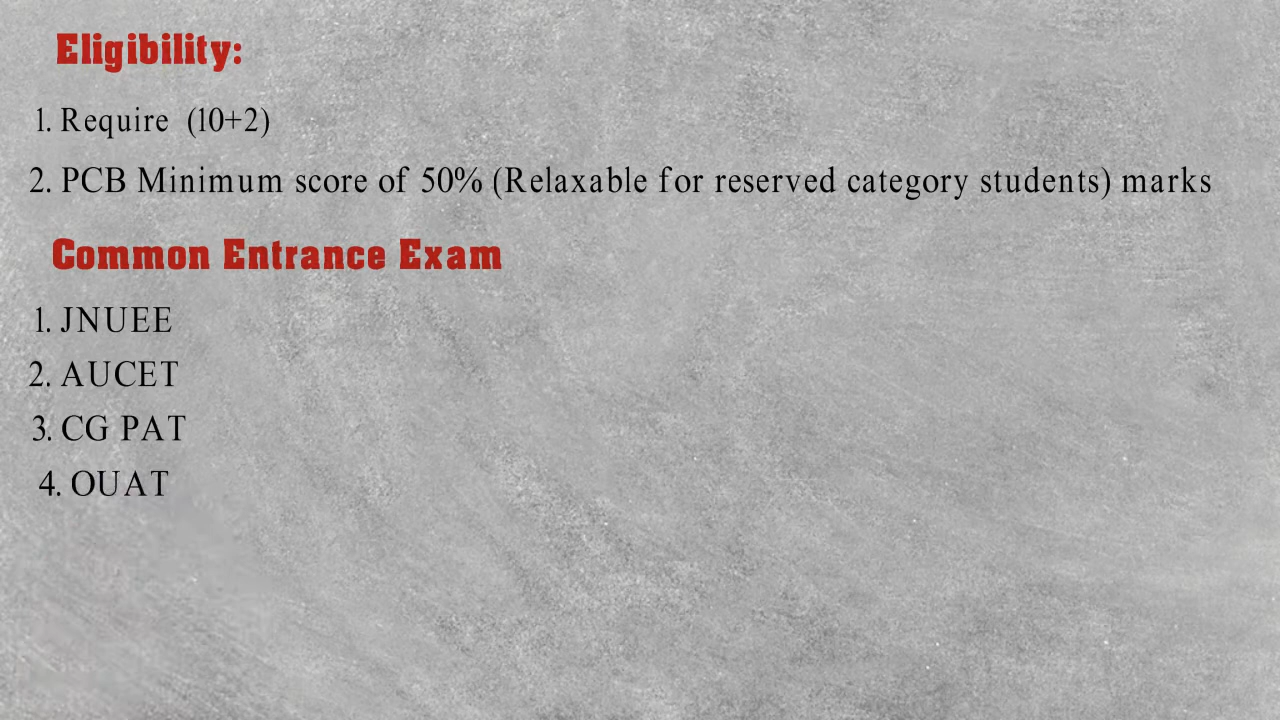 Eligibility:
1. Require (10+2)
2. PCB Minimum score of 50% (Relaxable for reserved category students) marks
Common Entrance Exam
1. JNUEE
2. AUCET
3. CG PAT
4. OUAT